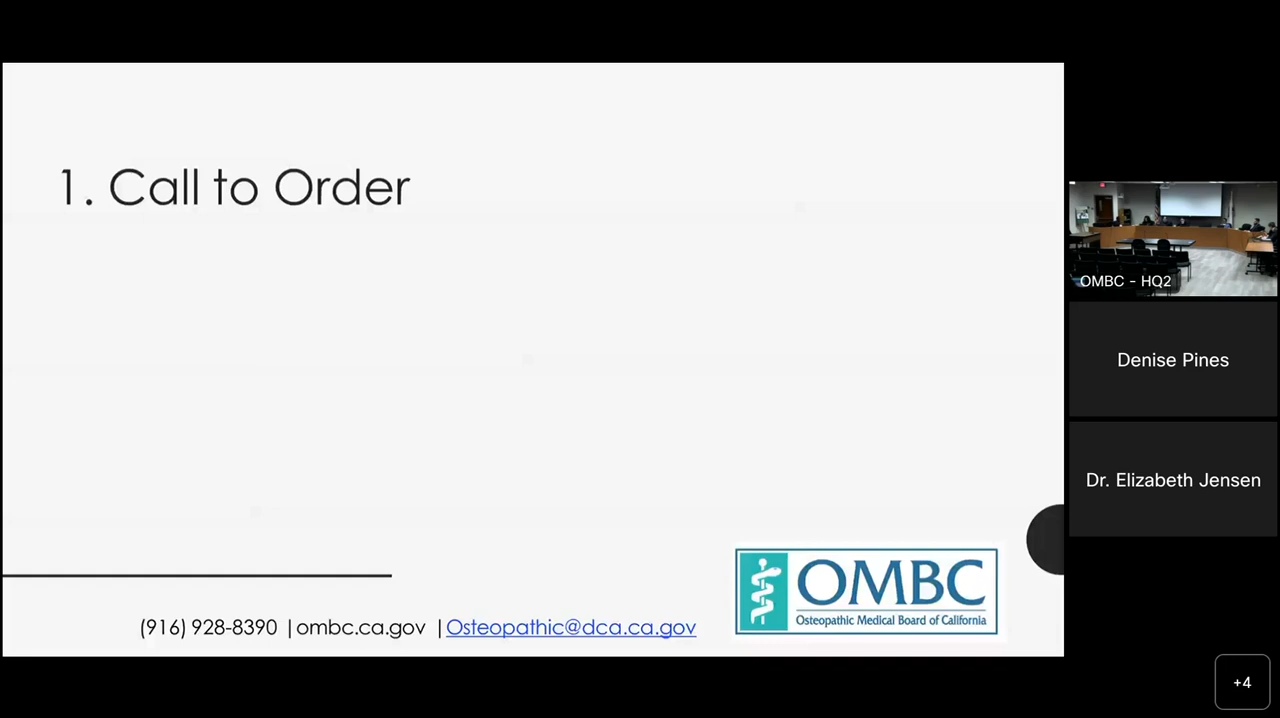 1. Call to Order
(916) 928-8390 |ombc.ca.gov |Osteopathic@dca.ca.gov
OMBC
Osteopathic Medical Board of California
OMBC - HQ2
Denise Pines
Dr. Elizabeth Jensen
+4